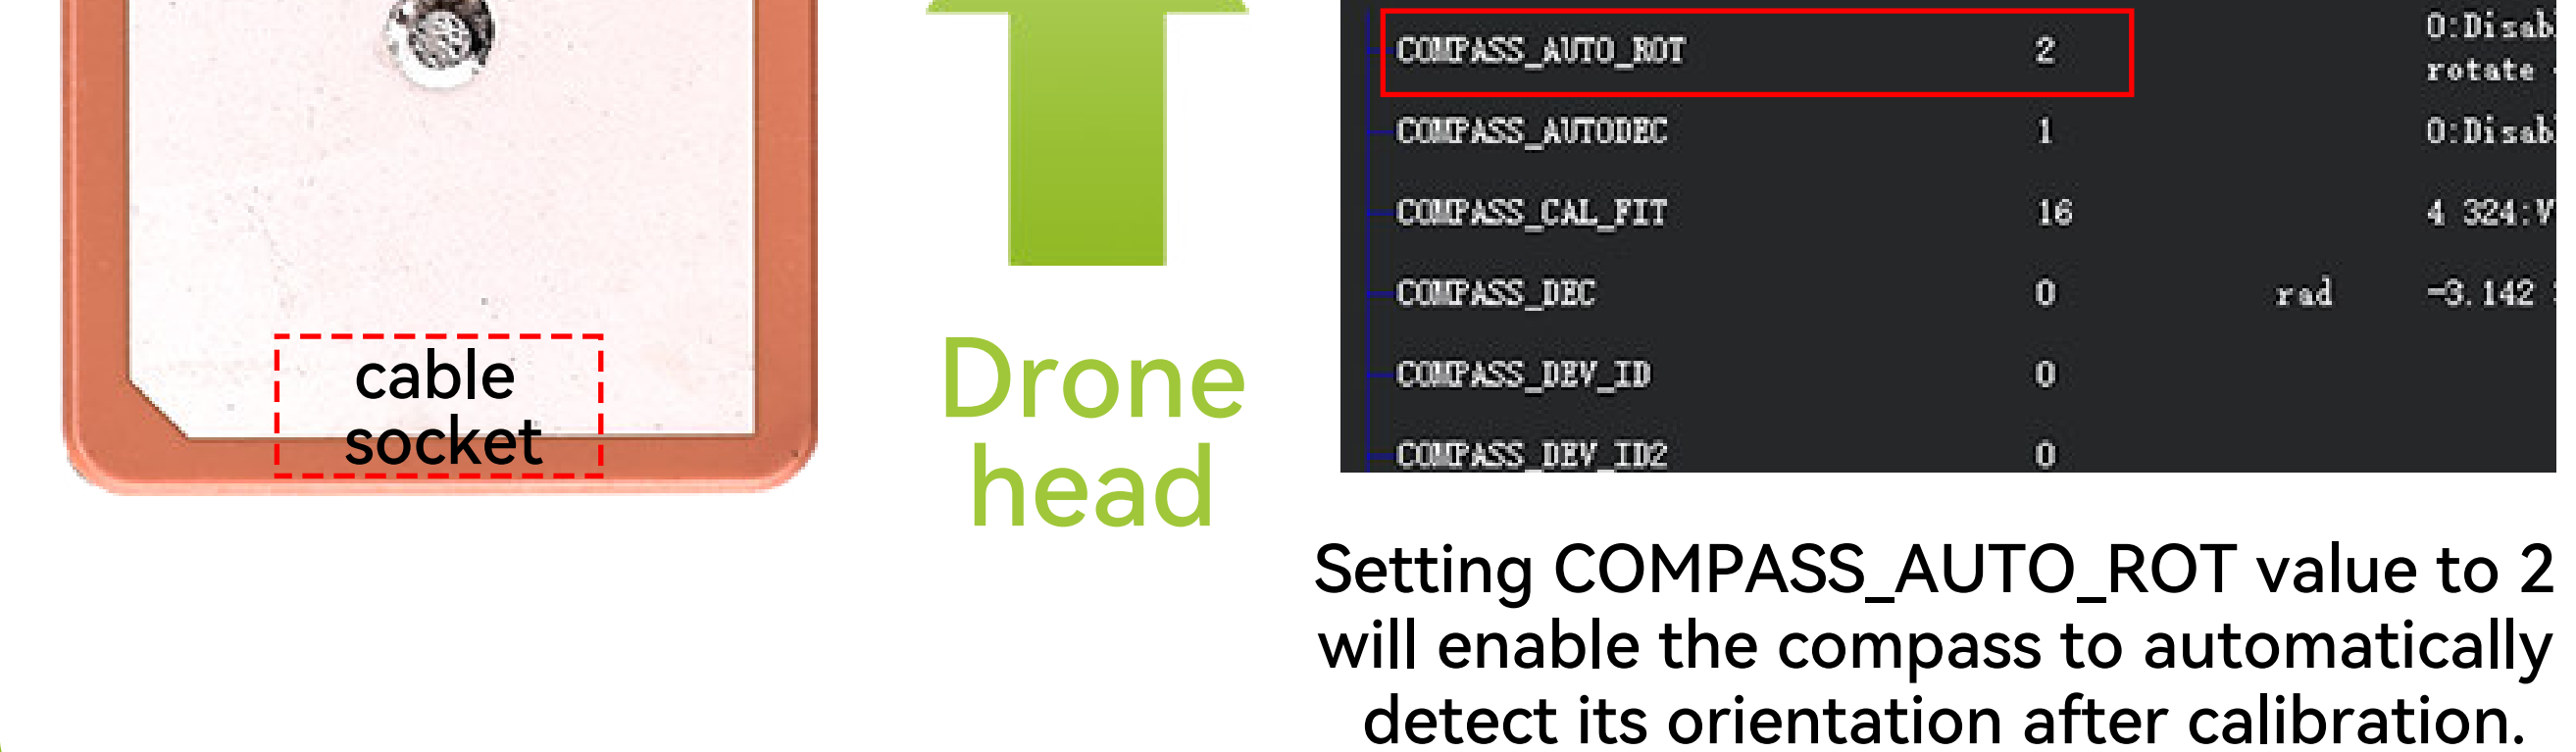 cable
socket
Drone
head
COMPASS_AUTO_ROT 2 0:Disab
rotate
COMPASS_AUTODEC 1 0:Disab
COMPASS_CAL_FIT 16 4 324:V
COMPASS_DEC 0 rad -3.142
COMPASS_DEV_ID 0
COMPASS_DEV_ID2 0
Setting COMPASS_AUTO_ROT value to 2
will enable the compass to automatically
detect its orientation after calibration.